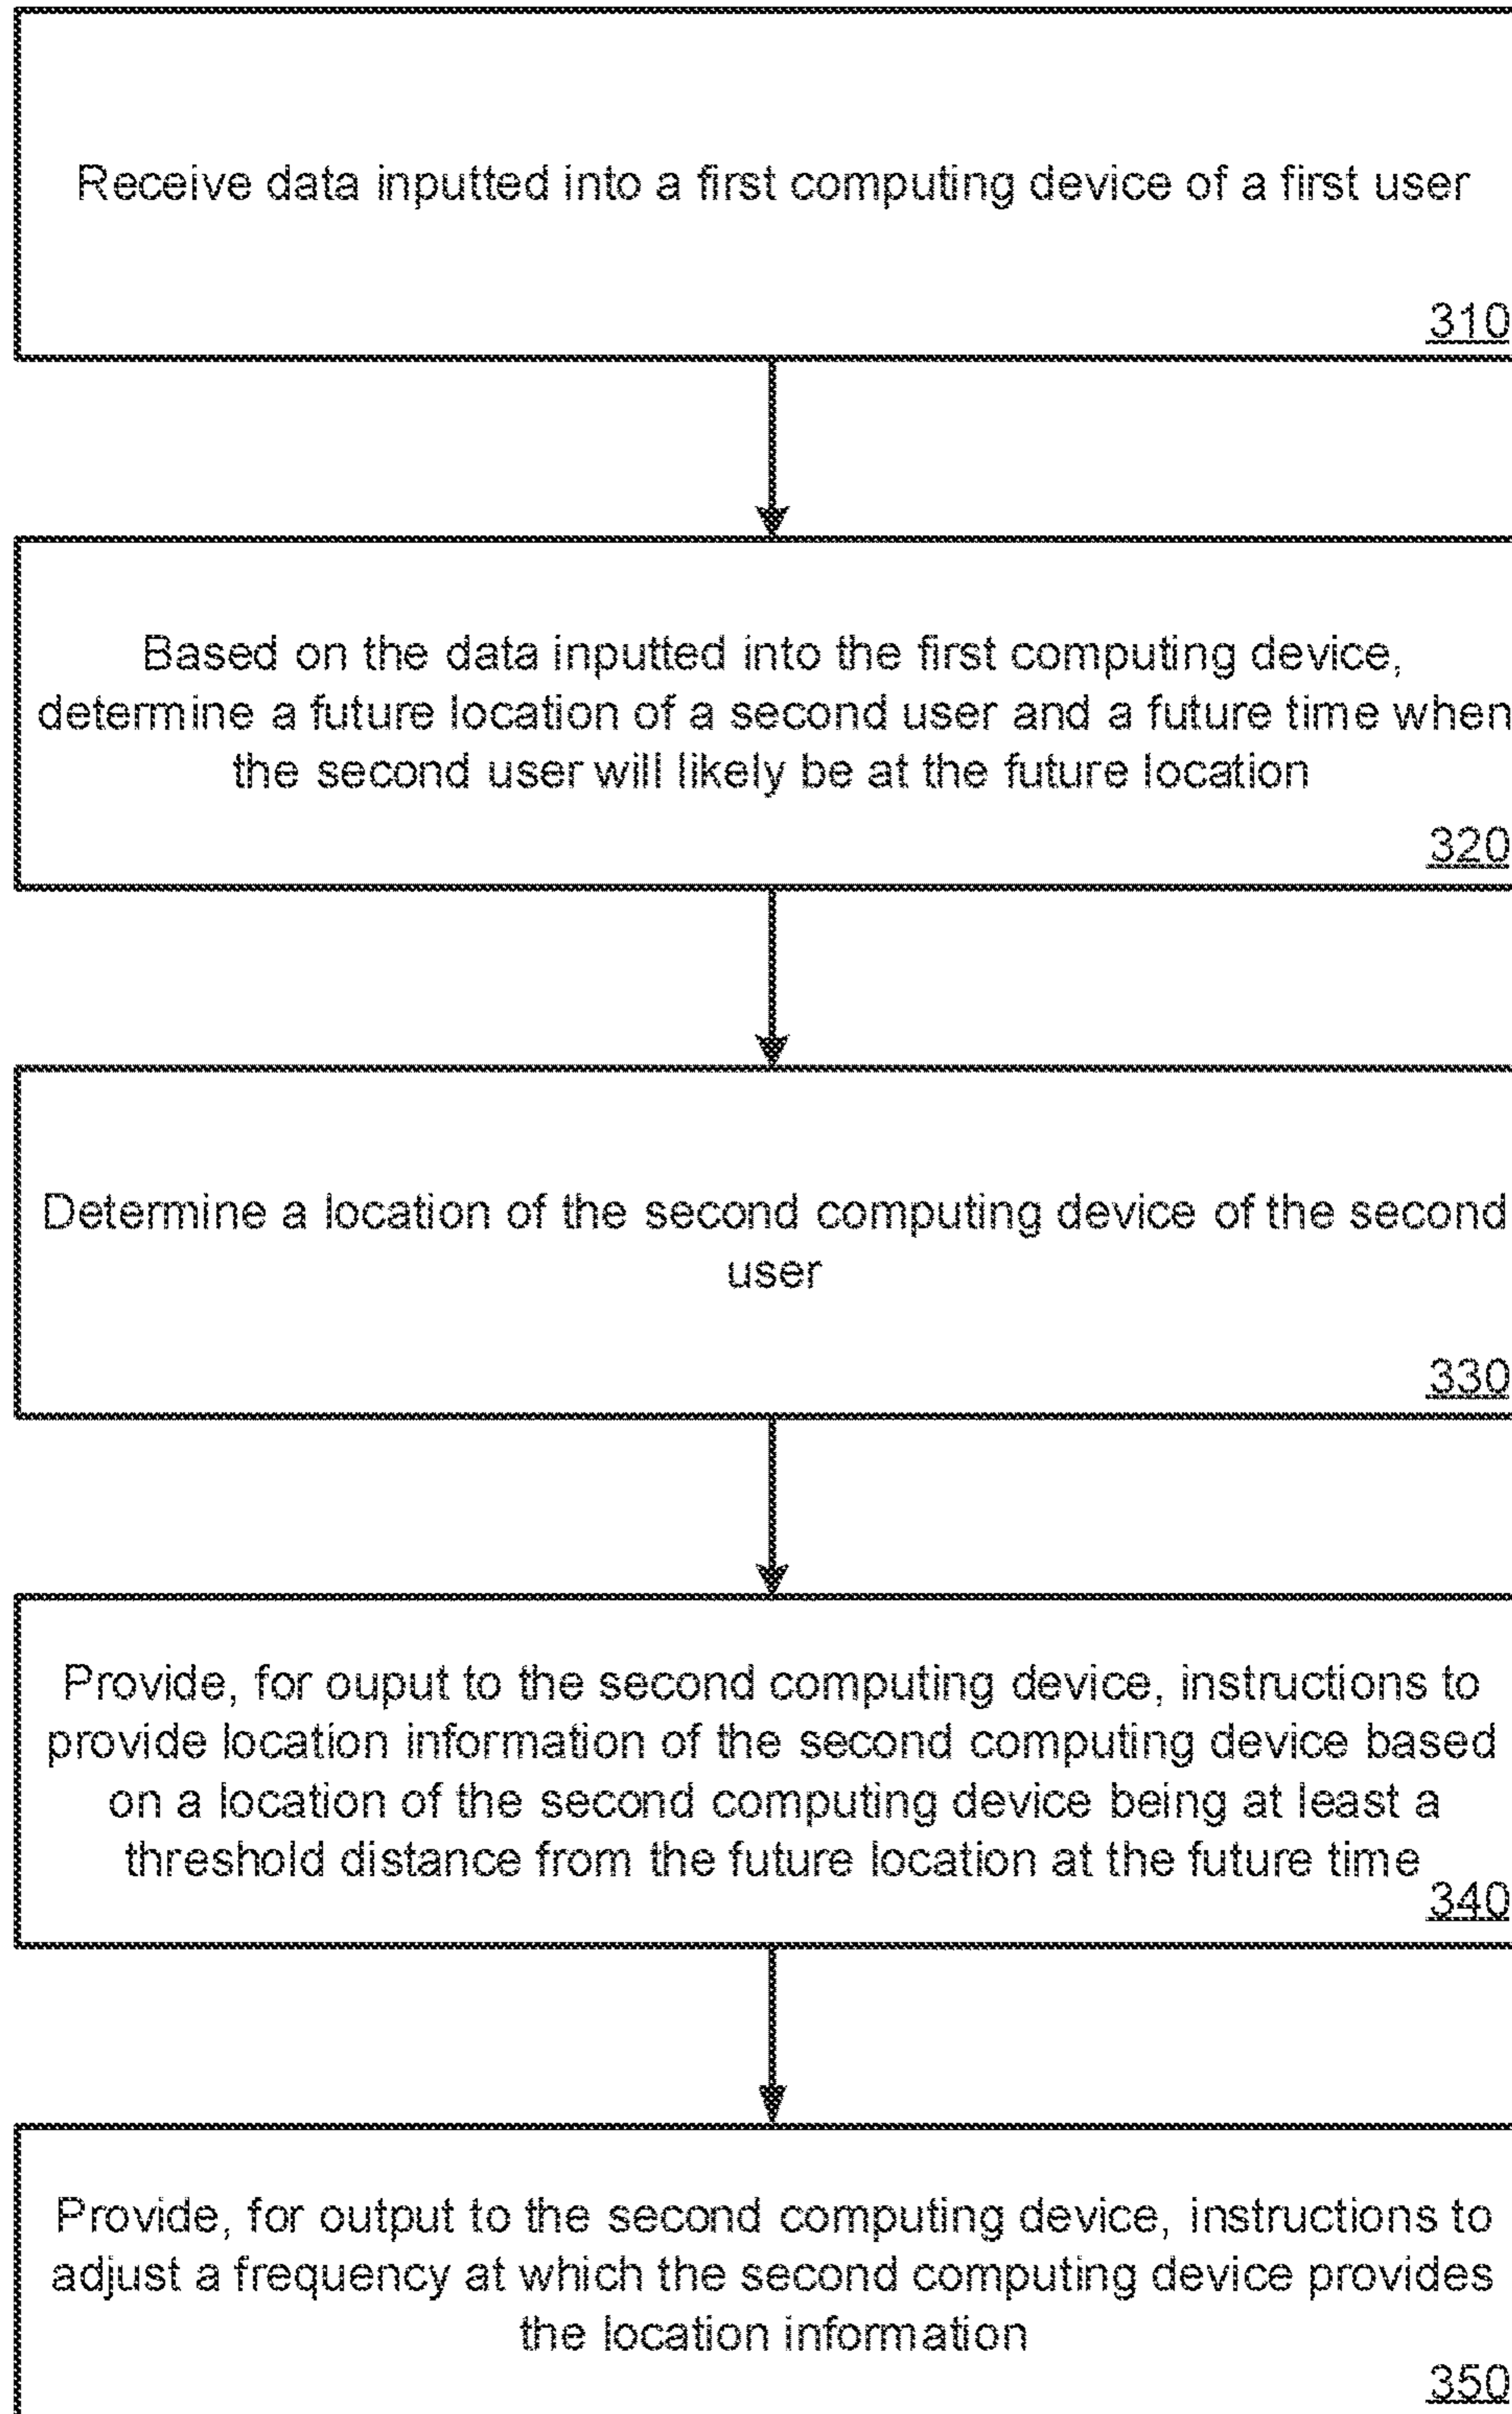 Receive data inputted into a first computing device of a first user
310
Based on the data inputted into the first computing device,
determine a future location of a second user and a future time when
the second user will likely be at the future location
320
Determine a location of the second computing device of the second
user
330
Provide, for ouput to the second computing device, instructions to
provide location information of the second computing device based
on a location of the second computing device being at least a
threshold distance from the future location at the future time
340
Provide, for output to the second computing device, instructions to
adjust a frequency at which the second computing device provides
the location information
350